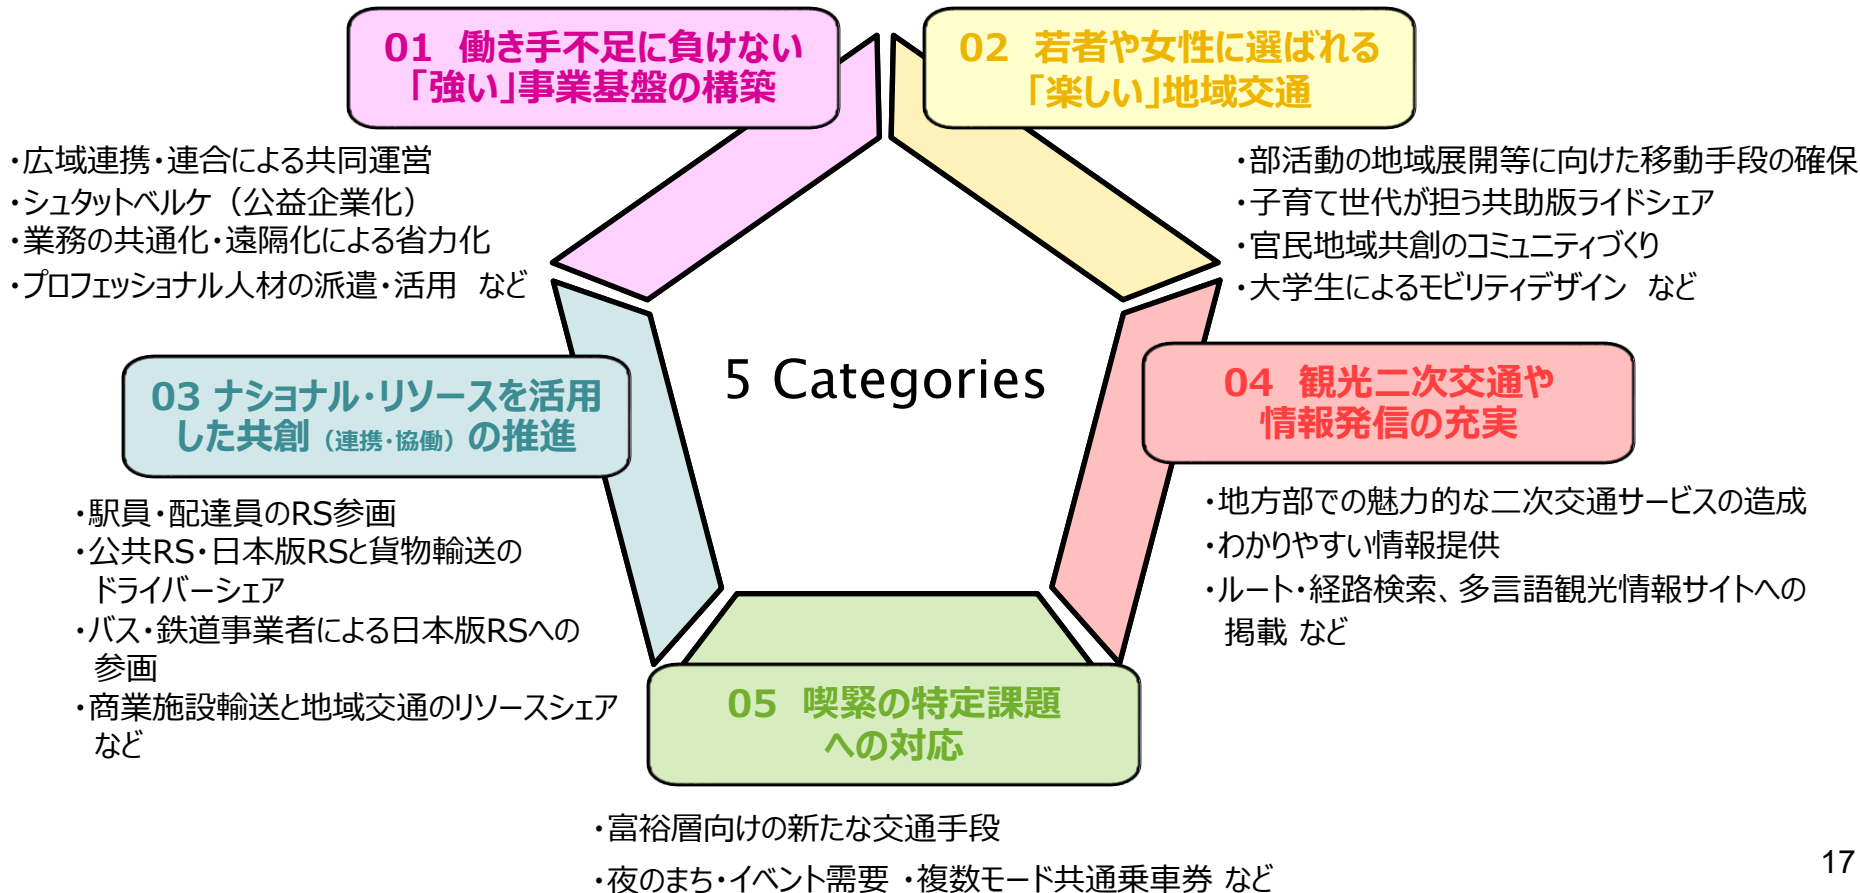 01 働き手不足に負けない
「強い」事業基盤の構築
・広域連携・連合による共同運営
・シュタットベルケ（公益企業化）
・業務の共通化・遠隔化による省力化
・プロフェッショナル人材の派遣・活用 など
02 若者や女性に選ばれる
「楽しい」地域交通
・部活動の地域展開等に向けた移動手段の確保
・子育て世代が担う共助版ライドシェア
・官民地域共創のコミュニティづくり
・大学生によるモビリティデザイン など
5 Categories
03 ナショナル・リソースを活用
した共創（連携・協働）の推進
・駅員・配達員のRS参画
・公共RS・日本版RSと貨物輸送の
ドライバーシェア
・バス・鉄道事業者による日本版RSへの
参画
・商業施設輸送と地域交通のリソースシェア
など
04 観光二次交通や
情報発信の充実
・地方部での魅力的な二次交通サービスの造成
・わかりやすい情報提供
・ルート・経路検索、多言語観光情報サイトへの
掲載 など
05 喫緊の特定課題
への対応
・富裕層向けの新たな交通手段
・夜のまち・イベント需要 ・複数モード共通乗車券 など
17